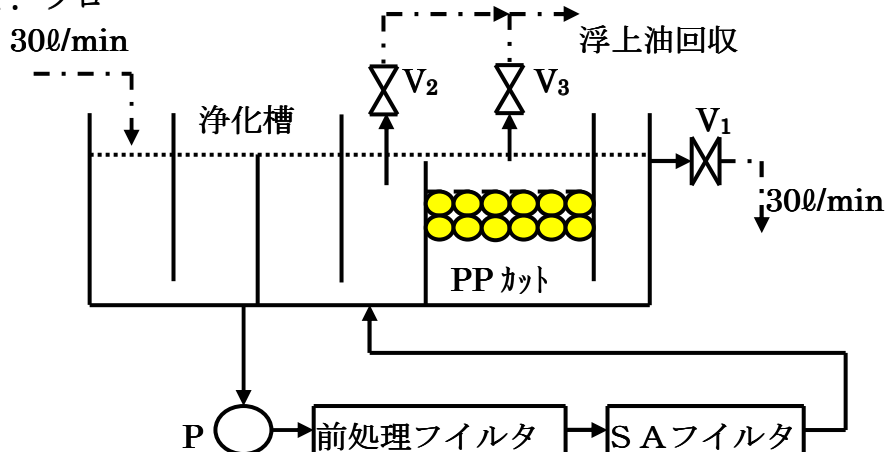 30ℓ/min
浮上油回収
V₂
V₃
浄化槽
V₁
30ℓ/min
PPカット
P
前処理フイルタ
SAフイルタ